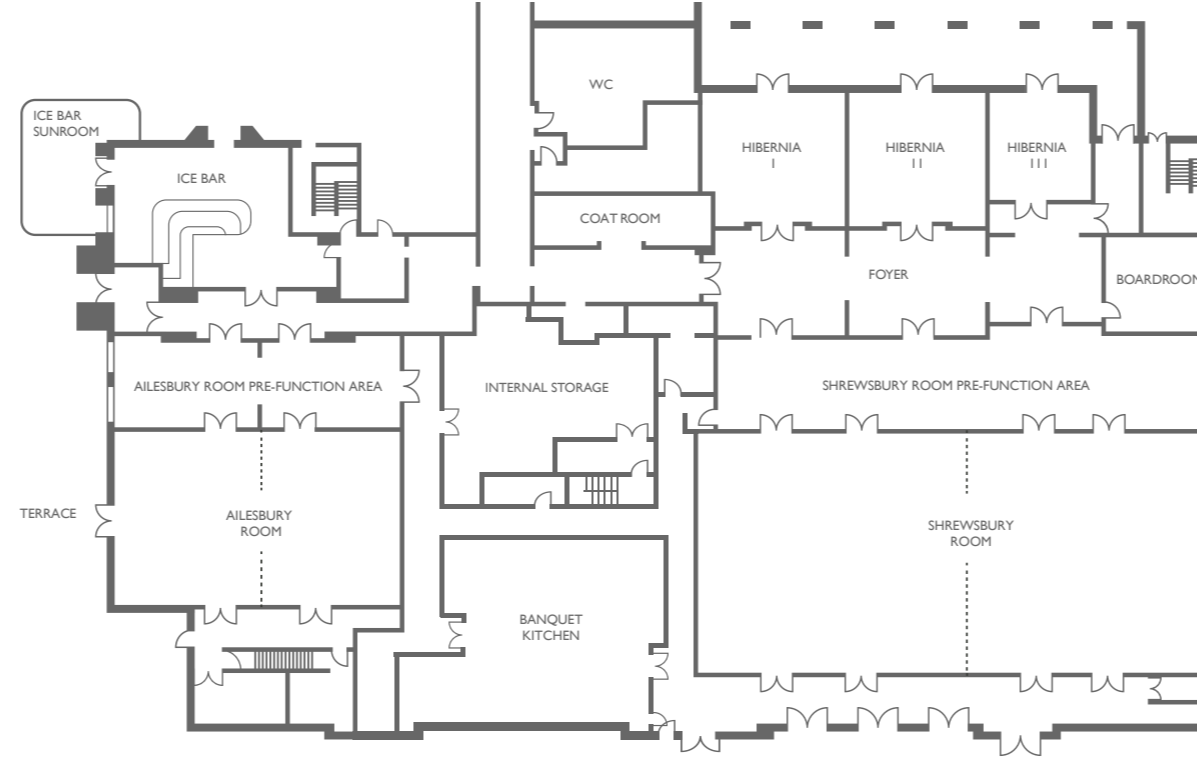 ICE BAR
SUNROOM
WC
HIBERNIA
I
HIBERNIA
II
HIBERNIA
III
ICE BAR
COAT ROOM
FOYER
BOARDROOM
AILESBURY ROOM PRE-FUNCTION AREA
INTERNAL STORAGE
SHREWSBURY ROOM PRE-FUNCTION AREA
TERRACE
AILESBURY
ROOM
SHREWSBURY
ROOM
BANQUET
KITCHEN